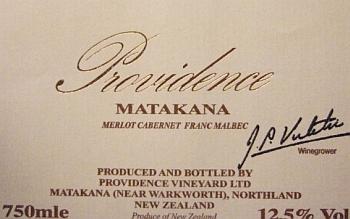 Providence
MATAKANA
MERLOT CABERNET FRANC MALBEC
Winegrower
PRODUCED AND BOTTLED BY
PROVIDENCE VINEYARD LTD
MATAKANA (NEAR WARKWORTH), NORTHLAND
NEW ZEALAND
750mle
Produce of New Zealand
12.5% Vol